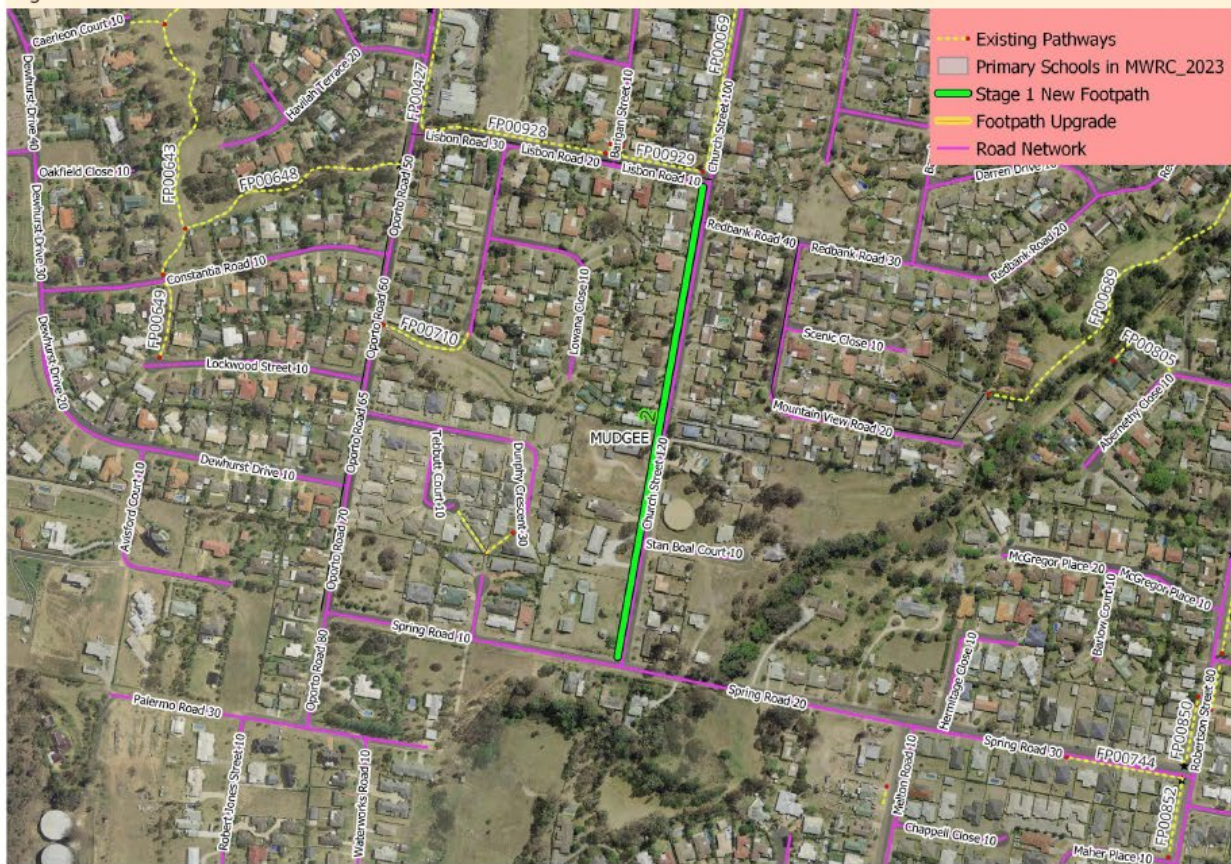 Existing Pathways
Primary Schools in MWRC_2023
Stage 1 New Footpath
Footpath Upgrade
Road Network
Caerleon Court 10
Dewhurst Drive 40
Havilah Terrace 20
FP00427
Barigan Street 10
FP00069
Church Street 100
FP00643
FP00928
FP00929
Lisbon Road 30
Lisbon Road 20
Lisbon Road 10
Oakfield Close 10
FP00648
Oporto Road 50
Darren Drive 10
Dewhurst Drive 30
Redbank Road 40
Redbank Road 30
Redbank Road 20
Constantia Road 10
Lowana Close 10
FP00689
FP00649
Oporto Road 60
FP00710
Scenic Close 10
FP00805
Lockwood Street 10
Dewhurst Drive 20
Abernethy Close 10
Oporto Road 65
2
Mountain View Road 20
MUDGEE
Church Street 120
Dewhurst Drive 10
Tebbutt Court 10
Dunphy Crescent 30
Avisford Court 10
Oporto Road 70
Stan Boal Court 10
McGregor Place 20
McGregor Place 10
Barlow Court 10
Spring Road 10
Oporto Road 80
Hermitage Close 10
Robertson Street 80
Spring Road 20
Palermo Road 30
FP00850
Spring Road 30
FP00744
Robert Jones Street 10
Waterworks Road 10
Melton Road 10
FP00852
Chappell Close 10
Maher Place 10